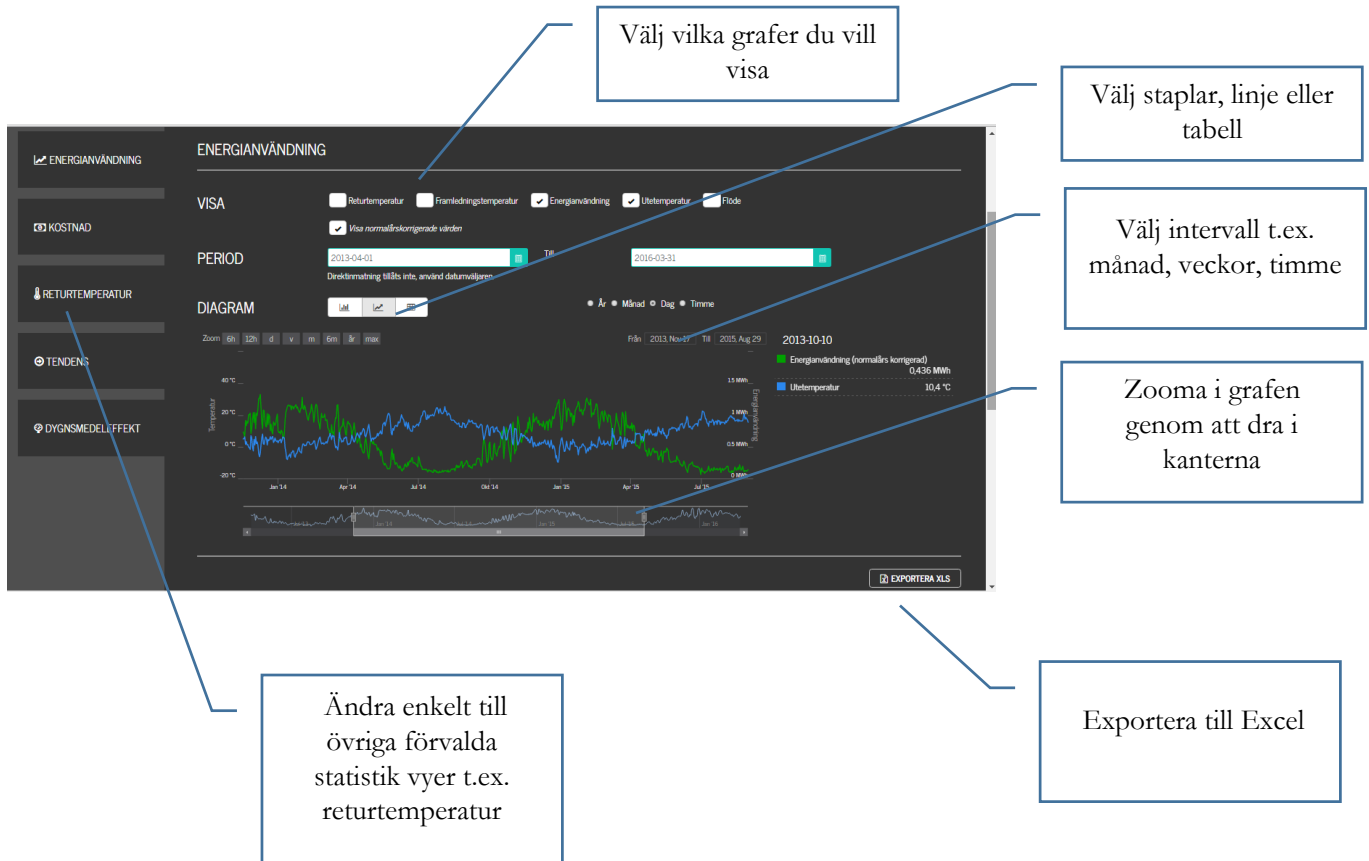 Välj vilka grafer du vill
visa
Välj staplar, linje eller
tabell
Välj intervall t.ex.
månad, veckor, timme
Zooma i grafen
genom att dra i
kanterna
Exportera till Excel
Ändra enkelt till
övriga förvalda
statistik vyer t.ex.
returtemperatur
ENERGIANVÄNDNING
KOSTNAD
RETURTEMPERATUR
TENDENS
DYGNSMEDELEFFEKT
ENERGIANVÄNDNING
VISA
Returtemperatur Framledningstemperatur Energianvändning Utetemperatur Flöde
Visa normalårskorrigerade värden
PERIOD 2013-04-01 Till 2016-03-31
Direktinmatning tillåts inte, använd datumväljaren
DIAGRAM År Månad Dag Timme
Zoom 6h 12h d v m 6m år max Från 2013, Nov 17 Till 2015, Aug 29
2013-10-10
Energianvändning (normalårs korrigerad)
0,436 MWh
Utetemperatur 10,4 °C
Temperatur
40 °C
20 °C
0 °C
-20 °C
1.5 MWh
1 MWh
0.5 MWh
0 MWh
Energianvändning
Jan '14 Apr '14 Jul '14 Okt '14 Jan '15 Apr '15 Jul '15
Jan '14 Jan '15 Jan '16
EXPORTERA XLS